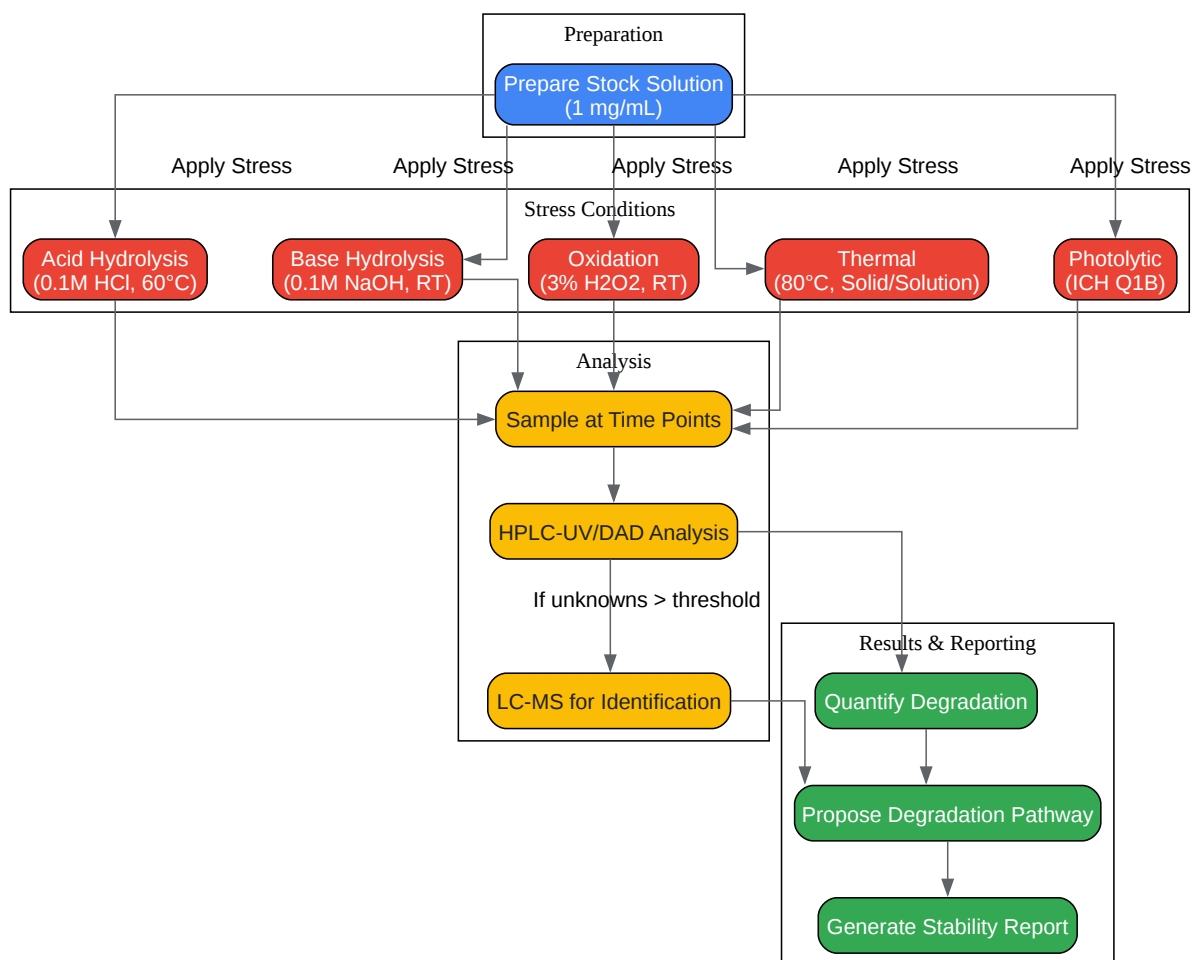 Preparation
Prepare Stock Solution
(1 mg/mL)
Apply Stress
Apply Stress
Apply Stress
Apply Stress
Apply Stress
Stress Conditions
Acid Hydrolysis
(0.1M HCl, 60°C)
Base Hydrolysis
(0.1M NaOH, RT)
Oxidation
(3% H2O2, RT)
Thermal
(80°C, Solid/Solution)
Photolytic
(ICH Q1B)
Analysis
Sample at Time Points
HPLC-UV/DAD Analysis
If unknowns > threshold
LC-MS for Identification
Results & Reporting
Quantify Degradation
Propose Degradation Pathway
Generate Stability Report